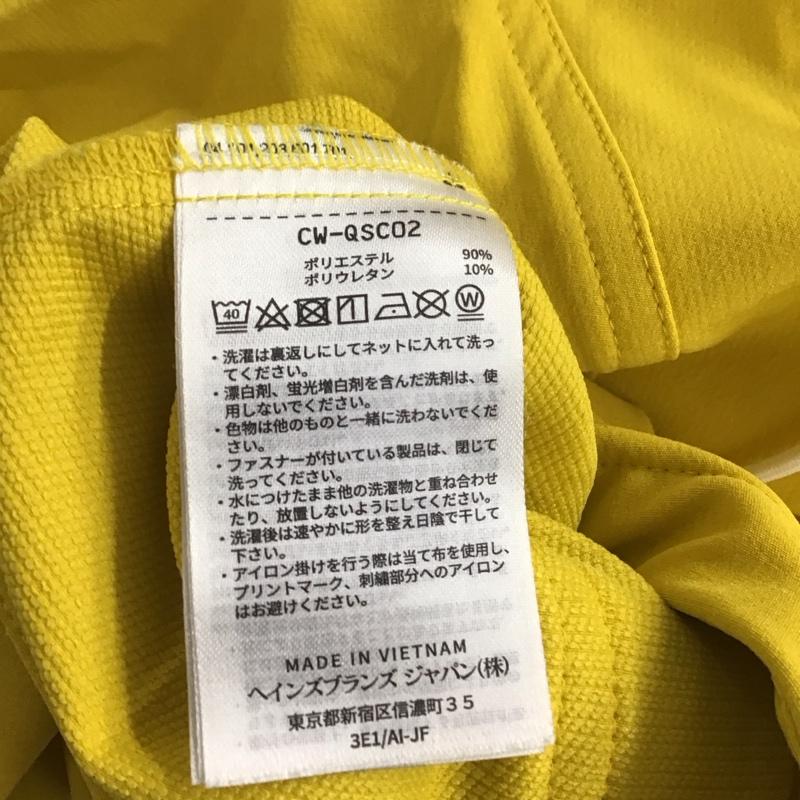 CW-QSC02
ポリエステル 90%
ポリウレタン 10%
40 W
・洗濯は裏返しにしてネットに入れて洗っ
てください。
・漂白剤、蛍光増白剤を含んだ洗剤は、使
用しないでください。
・色物は他のものと一緒に洗わないでくだ
さい。
・ファスナーが付いている製品は、閉じて
洗ってください。
・水につけたまま他の洗濯物と重ね合わせ
たり、放置しないようにしてください。
・洗濯後は速やかに形を整え日陰で干して
下さい。
・アイロン掛けを行う際は当て布を使用し、
プリントマーク、刺繍部分へのアイロン
はお避けください。
MADE IN VIETNAM
ヘインズブランズ ジャパン(株)
東京都新宿区信濃町35
3E1/AI-JF